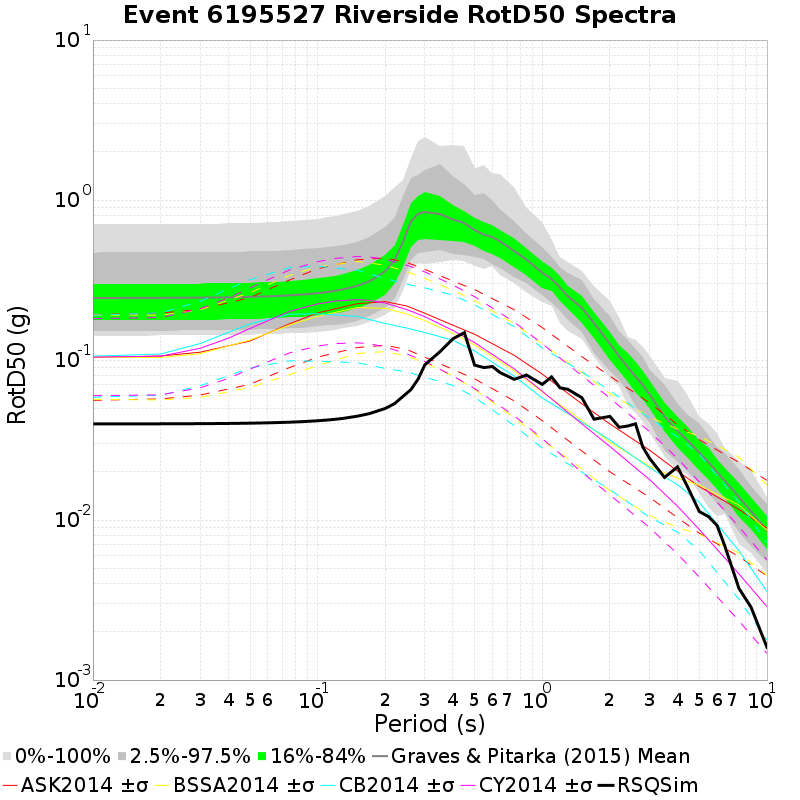 Event 6195527 Riverside RotD50 Spectra
10^1
10^0
10^-1
10^-2
10^-3
RotD50 (g)
10^-2 2 3 4 5 6 10^-1 2 3 4 5 6 7 10^0 2 3 4 5 6 7 10^1
Period (s)
0%-100% 2.5%-97.5% 16%-84% Graves & Pitarka (2015) Mean
ASK2014 ±σ BSSA2014 ±σ CB2014 ±σ CY2014 ±σ RSQSim